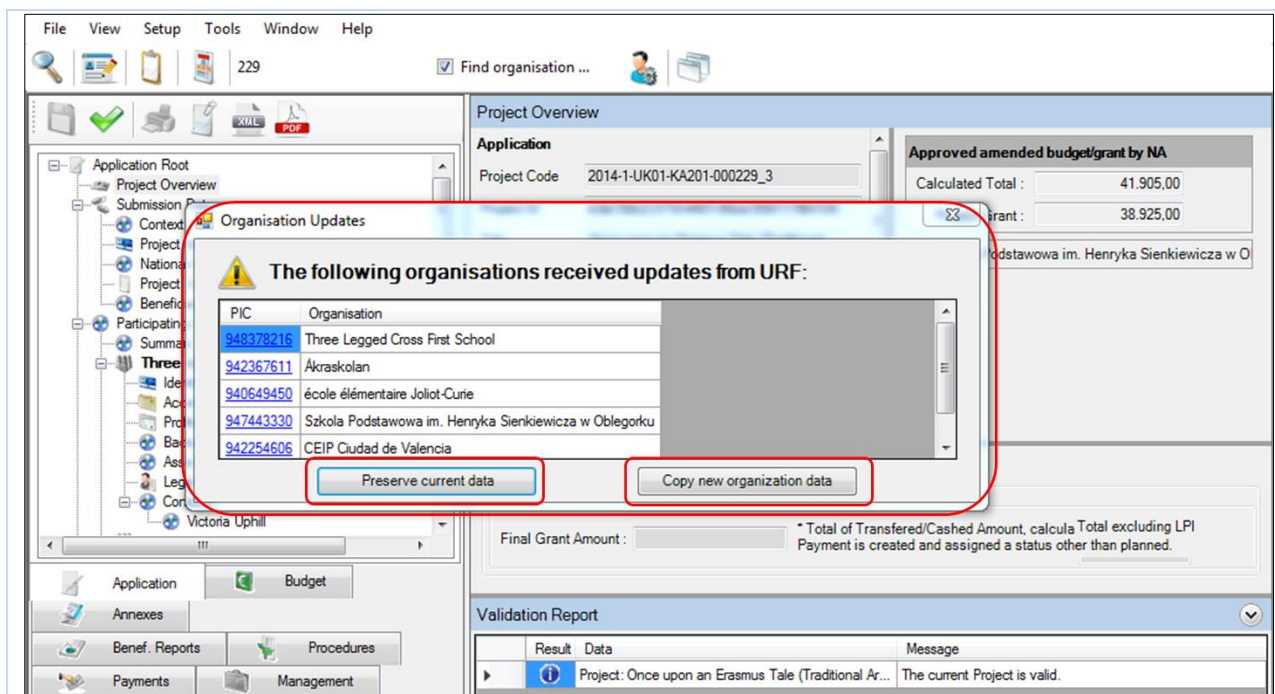 File View Setup Tools Window Help
229
Find organisation ...
XML
PDF
Application Root
Project Overview
Submission
Context
Project
Nationa
Project
Benefic
Participating
Summa
Three
Ide
Acc
Prof
Bac
Ass
Leg
Con
Victoria Uphill
Application
Budget
Annexes
Benef. Reports
Procedures
Payments
Management
Project Overview
Application
Project Code 2014-1-UK01-KA201-000229_3
Approved amended budget/grant by NA
Calculated Total : 41.905,00
Grant : 38.925,00
odstawowa im. Henryka Sienkiewicza w O
Organisation Updates
The following organisations received updates from URF:
PIC Organisation
948378216 Three Legged Cross First School
942367611 Åkraskolan
940649450 école élémentaire Joliot-Curie
947443330 Szkola Podstawowa im. Henryka Sienkiewicza w Oblegorku
942254606 CEIP Ciudad de Valencia
Preserve current data
Copy new organization data
Final Grant Amount :
* Total of Transfered/Cashed Amount, calcula Total excluding LPI
Payment is created and assigned a status other than planned.
Validation Report
Result Data Message
Project: Once upon an Erasmus Tale (Traditional Ar... The current Project is valid.